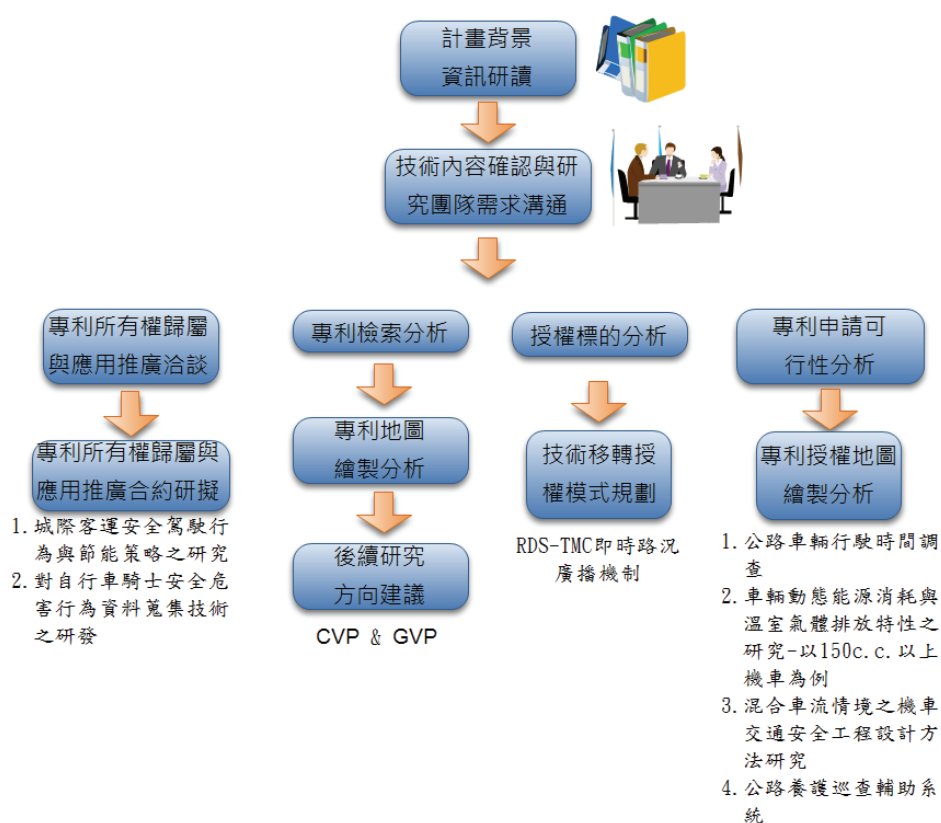 計畫背景
資訊研讀
技術內容確認與研
究團隊需求溝通
專利所有權歸屬
與應用推廣洽談
專利所有權歸屬與
應用推廣合約研擬
1. 城際客運安全駕駛行
為與節能策略之研究
2. 對自行車騎士安全危
害行為資料蒐集技術
之研發
專利檢索分析
專利地圖
繪製分析
後續研究
方向建議
CVP & GVP
授權標的分析
技術移轉授
權模式規劃
RDS-TMC即時路況
廣播機制
專利申請可
行性分析
專利授權地圖
繪製分析
1. 公路車輛行駛時間調
查
2. 車輛動態能源消耗與
溫室氣體排放特性之
研究-以150c.c.以上
機車為例
3. 混合車流情境之機車
交通安全工程設計方
法研究
4. 公路養護巡查輔助系
統